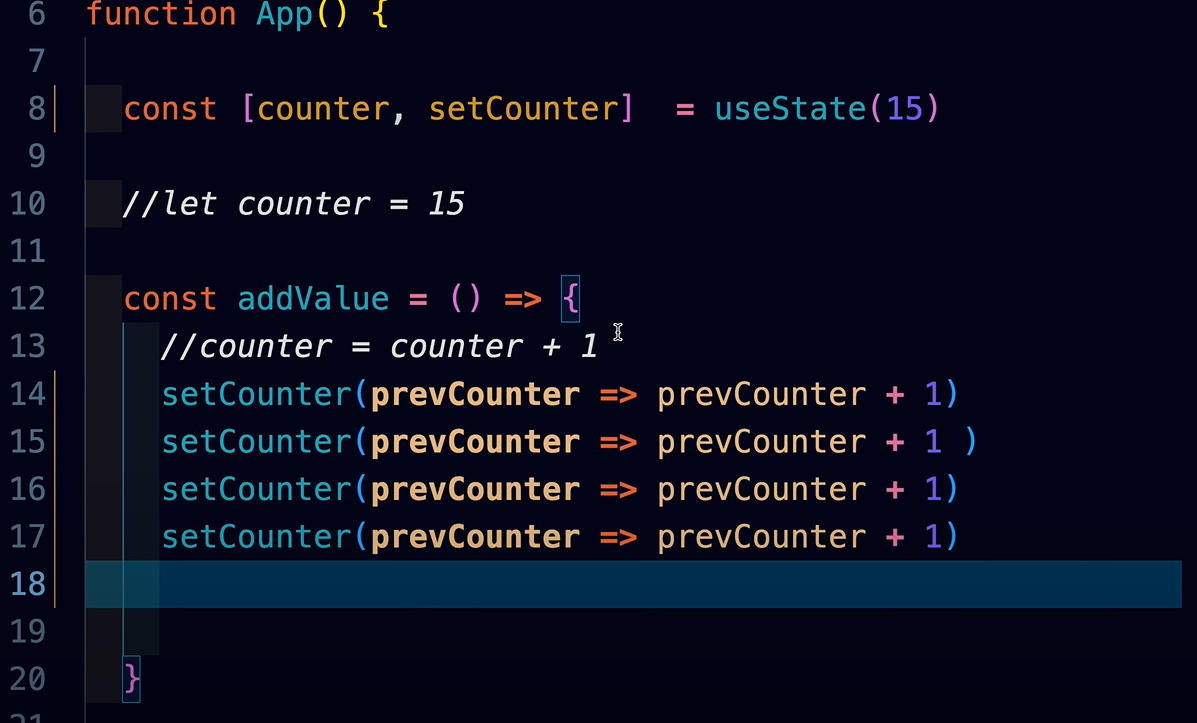 6 function App() {
7
8 const [counter, setCounter]  = useState(15)
9
10 //let counter = 15
11
12 const addValue = () => {
13 //counter = counter + 1
14 setCounter(prevCounter => prevCounter + 1)
15 setCounter(prevCounter => prevCounter + 1 )
16 setCounter(prevCounter => prevCounter + 1)
17 setCounter(prevCounter => prevCounter + 1)
18
19
20 }
21